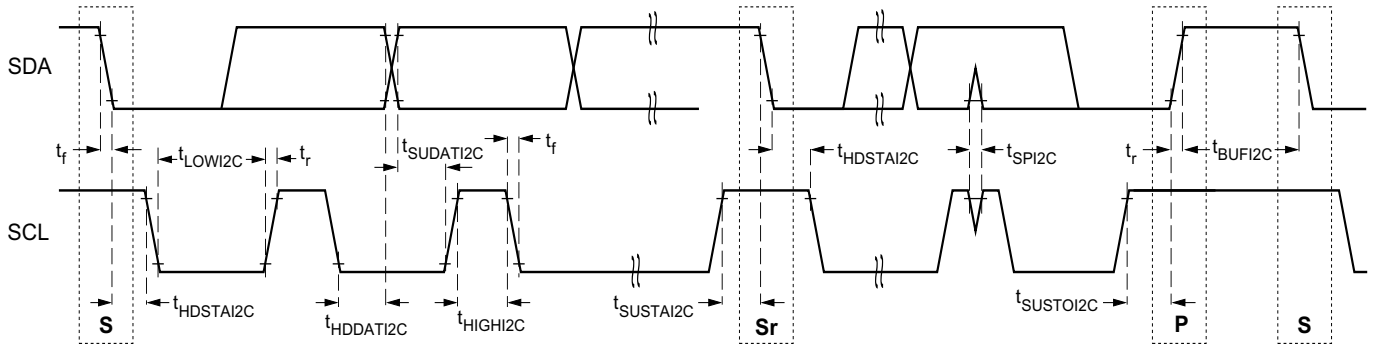 SDA
t_f
t_LOWI2C
t_r
t_SUDATI2C
t_f
t_HDSTAI2C
t_SPI2C
t_r
t_BUFI2C
SCL
t_HDSTAI2C
t_HDDATI2C
t_HIGHI2C
t_SUSTAI2C
t_SUSTOI2C
S
Sr
P
S